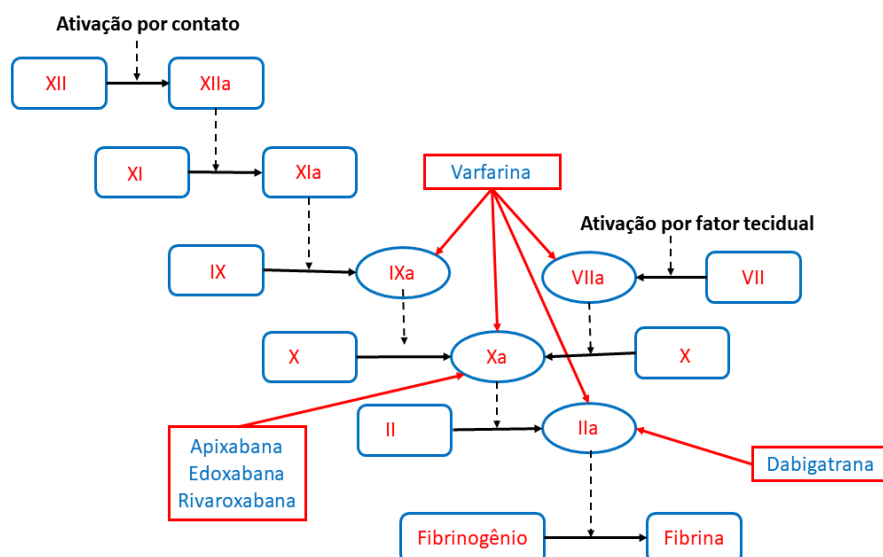 Ativação por contato
XII
XIIa
XI
XIa
Varfarina
Ativação por fator tecidual
IX
IXa
VIIa
VII
X
Xa
X
II
IIa
Apixabana
Edoxabana
Rivaroxabana
Dabigatrana
Fibrinogênio
Fibrina